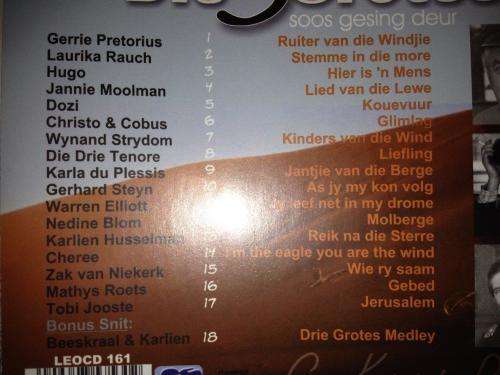 soos gesing deur
Gerrie Pretorius 1 Ruiter van die Windjie
Laurika Rauch 2 Stemme in die more
Hugo 3 Hier is 'n Mens
Jannie Moolman 4 Lied van die Lewe
Dozi 5 Kouevuur
Christo & Cobus 6 Glimlag
Wynand Strydom 7 Kinders van die Wind
Die Drie Tenore 8 Liefling
Karla du Plessis 9 Jantjie van die Berge
Gerhard Steyn 10 As jy my kon volg
Warren Elliott leef net in my drome
Nedine Blom Molberge
Karlien Husselman Reik na die Sterre
Cheree 14 I'm the eagle you are the wind
Zak van Niekerk 15 Wie ry saam
Mathys Roets 16 Gebed
Tobi Jooste 17 Jerusalem
Bonus Snit:
Beeskraal & Karlien 18 Drie Grotes Medley
LEOCD 161